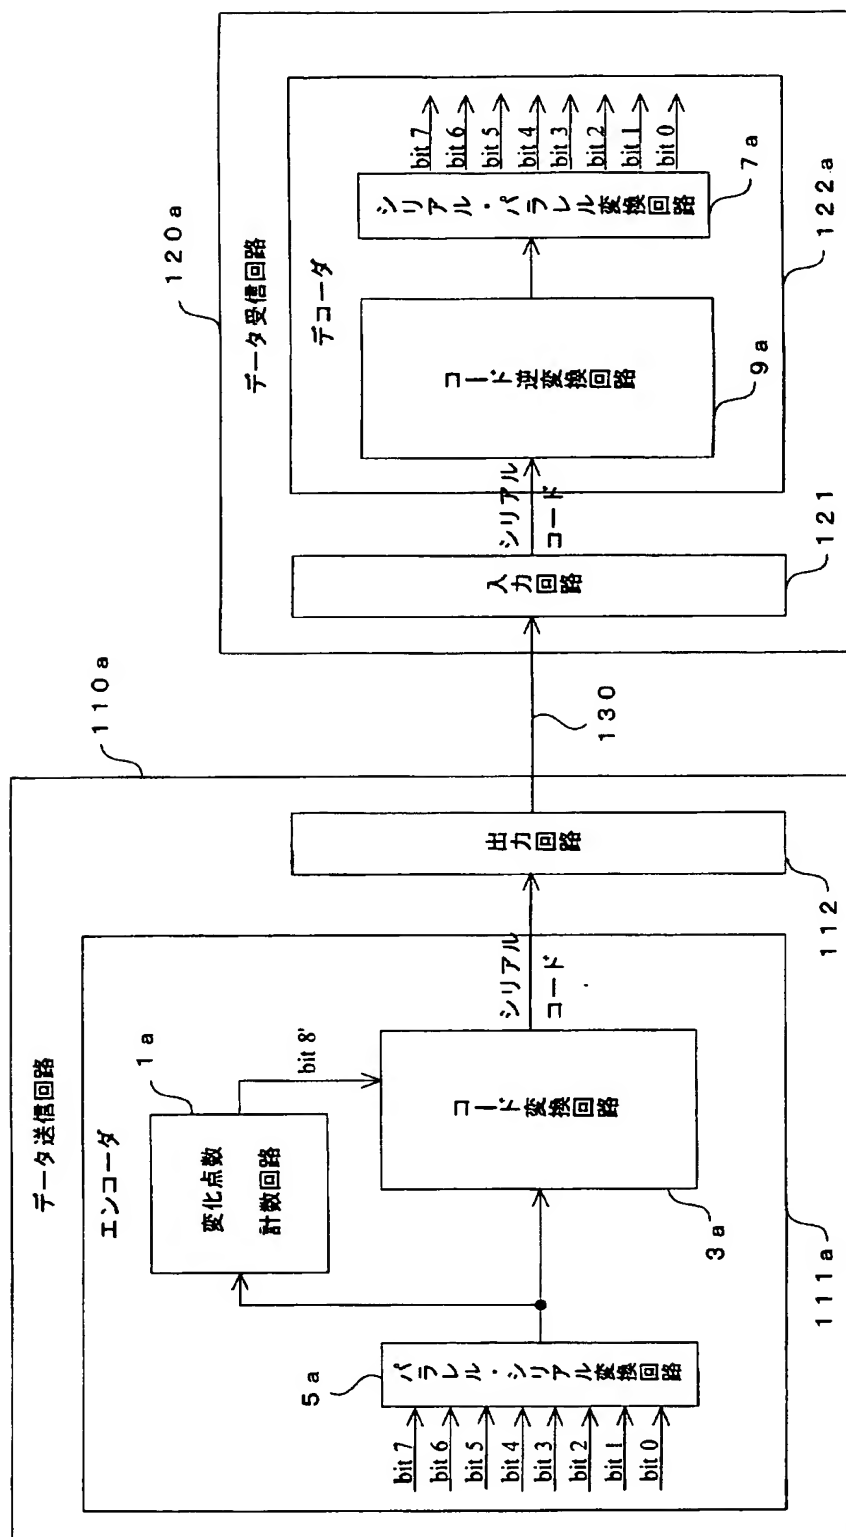 110a
データ送信回路
エンコーダ
5a
パラレル・シリアル変換回路
bit 7
bit 6
bit 5
bit 4
bit 3
bit 2
bit 1
bit 0
1a
変化点数
計数回路
bit 8'
コード変換回路
3a
シリアル
コード
111a
出力回路
112
130
120a
データ受信回路
入力回路
121
シリアル
コード
デコーダ
コード逆変換回路
9a
シリアル・パラレル変換回路
7a
bit 7
bit 6
bit 5
bit 4
bit 3
bit 2
bit 1
bit 0
122a